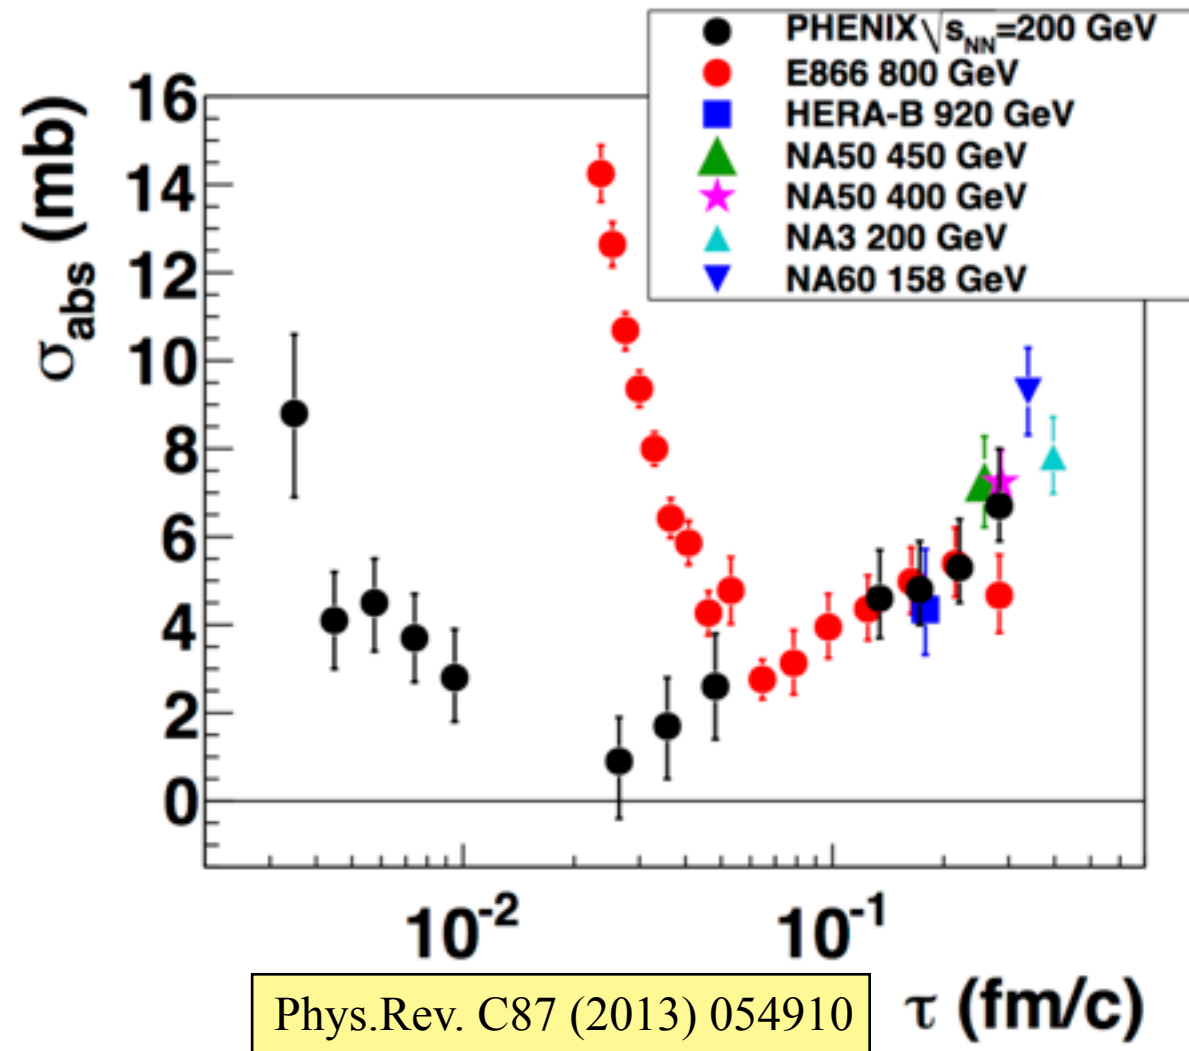 PHENIX √s_NN=200 GeV
E866 800 GeV
HERA-B 920 GeV
NA50 450 GeV
NA50 400 GeV
NA3 200 GeV
NA60 158 GeV
σ_abs (mb)
16
14
12
10
8
6
4
2
0
10^-2 10^-1
τ (fm/c)
Phys.Rev. C87 (2013) 054910